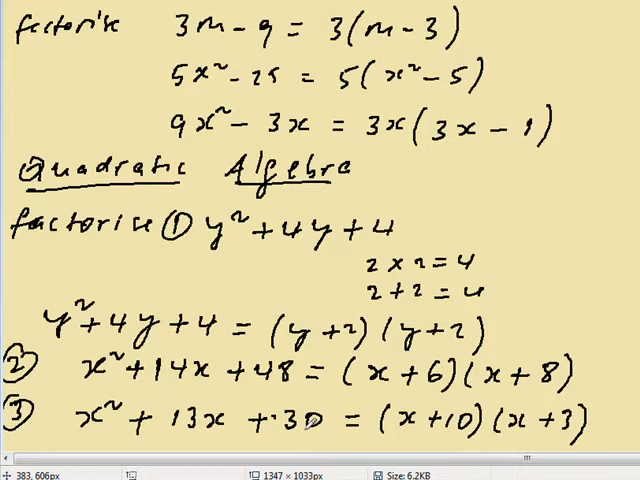 factorise 3m - 9 = 3(m - 3)
5x² - 25 = 5(x² - 5)
9x² - 3x = 3x(3x - 1)
Quadratic Algebra
factorise ① y² + 4y + 4
2 × 2 = 4
2 + 2 = 4
y² + 4y + 4 = (y + 2)(y + 2)
② x² + 14x + 48 = (x + 6)(x + 8)
③ x² + 13x + 30 = (x + 10)(x + 3)
383, 606px 1347 × 1033px Size: 6.2KB